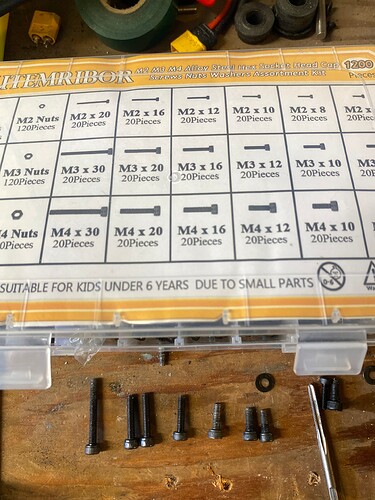 HEMRIBOR M2 M3 M4 Alloy Steel Hex Socket Head Cap 1200
Screws Nuts Washers Assortment Kit Pieces
M2 Nuts M2 x 20 M2 x 16 M2 x 12 M2 x 10 M2 x 8 M2 x
120Pieces 20Pieces 20Pieces 20Pieces 20Pieces 20Pieces
M3 Nuts M3 x 30 M3 x 20 M3 x 16 M3 x 12 M3 x 10 M3 x
120Pieces 20Pieces 20Pieces 20Pieces 20Pieces 20Pieces
4 Nuts M4 x 30 M4 x 20 M4 x 16 M4 x 12 M4 x 10 M4
0Pieces 20Pieces 20Pieces 20Pieces 20Pieces 20Pieces
SUITABLE FOR KIDS UNDER 6 YEARS DUE TO SMALL PARTS